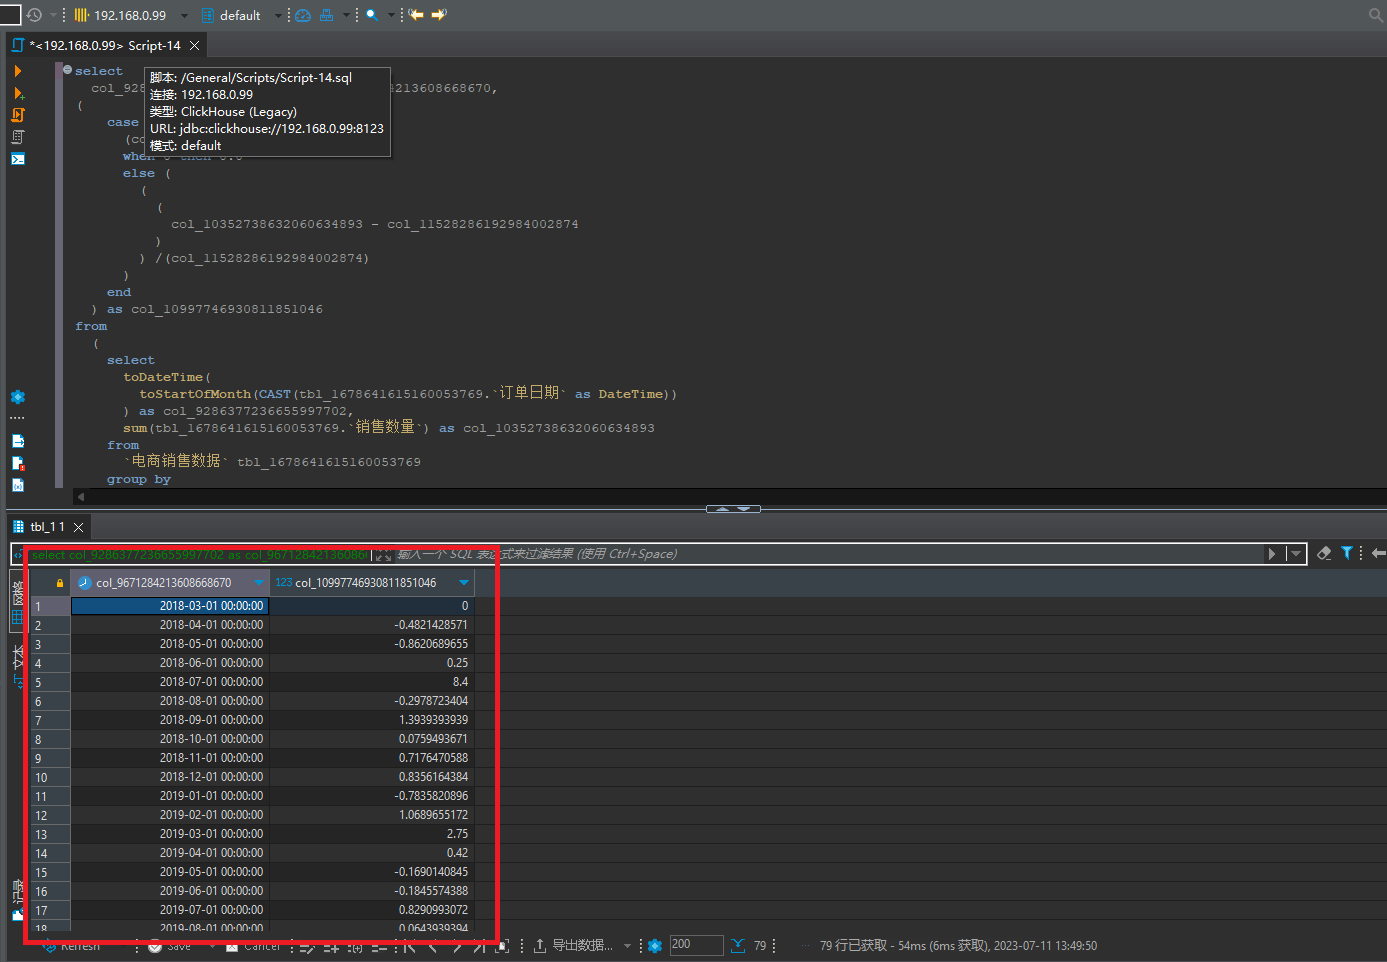 192.168.0.99 default
*<192.168.0.99> Script-14
select
脚本: /General/Scripts/Script-14.sql
col_928 213608668670,
连接: 192.168.0.99
(
类型: ClickHouse (Legacy)
case
URL: jdbc:clickhouse://192.168.0.99:8123
(co
模式: default
when 0 then 0.0
else (
(
(
col_10352738632060634893 - col_11528286192984002874
)
) /(col_11528286192984002874)
)
end
) as col_10997746930811851046
from
(
select
toDateTime(
toStartOfMonth(CAST(tbl_1678641615160053769.`订单日期` as DateTime))
) as col_9286377236655997702,
sum(tbl_1678641615160053769.`销售数量`) as col_10352738632060634893
from
`电商销售数据` tbl_1678641615160053769
group by
tbl_1 1
select col_9286377236655997702 as col_96712842136086 输入一个 SQL 表达式来过滤结果 (使用 Ctrl+Space)
网格
文本
记录
col_9671284213608668670 123 col_10997746930811851046
1 2018-03-01 00:00:00 0
2 2018-04-01 00:00:00 -0.4821428571
3 2018-05-01 00:00:00 -0.8620689655
4 2018-06-01 00:00:00 0.25
5 2018-07-01 00:00:00 8.4
6 2018-08-01 00:00:00 -0.2978723404
7 2018-09-01 00:00:00 1.3939393939
8 2018-10-01 00:00:00 0.0759493671
9 2018-11-01 00:00:00 0.7176470588
10 2018-12-01 00:00:00 0.8356164384
11 2019-01-01 00:00:00 -0.7835820896
12 2019-02-01 00:00:00 1.0689655172
13 2019-03-01 00:00:00 2.75
14 2019-04-01 00:00:00 0.42
15 2019-05-01 00:00:00 -0.1690140845
16 2019-06-01 00:00:00 -0.1845574388
17 2019-07-01 00:00:00 0.8290993072
18 2019-08-01 00:00:00 0.0643939394
Refresh Save Cancel 导出数据... 200 79 79 行已获取 - 54ms (6ms 获取), 2023-07-11 13:49:50